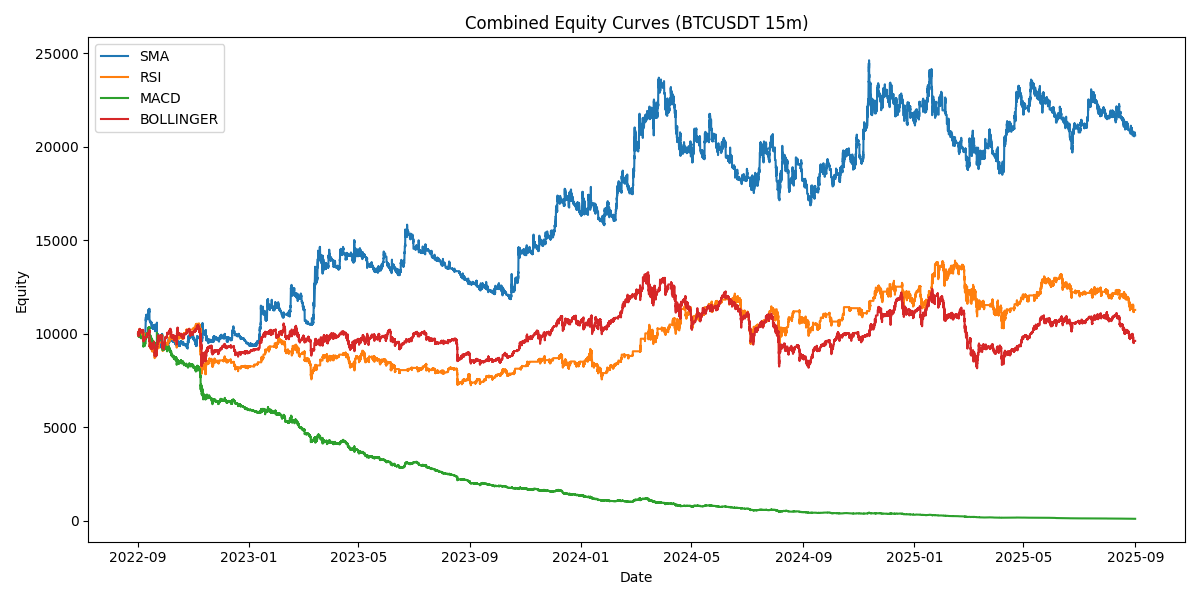 Combined Equity Curves (BTCUSDT 15m)
SMA
RSI
MACD
BOLLINGER
25000
20000
15000
10000
5000
0
Equity
2022-09 2023-01 2023-05 2023-09 2024-01 2024-05 2024-09 2025-01 2025-05 2025-09
Date